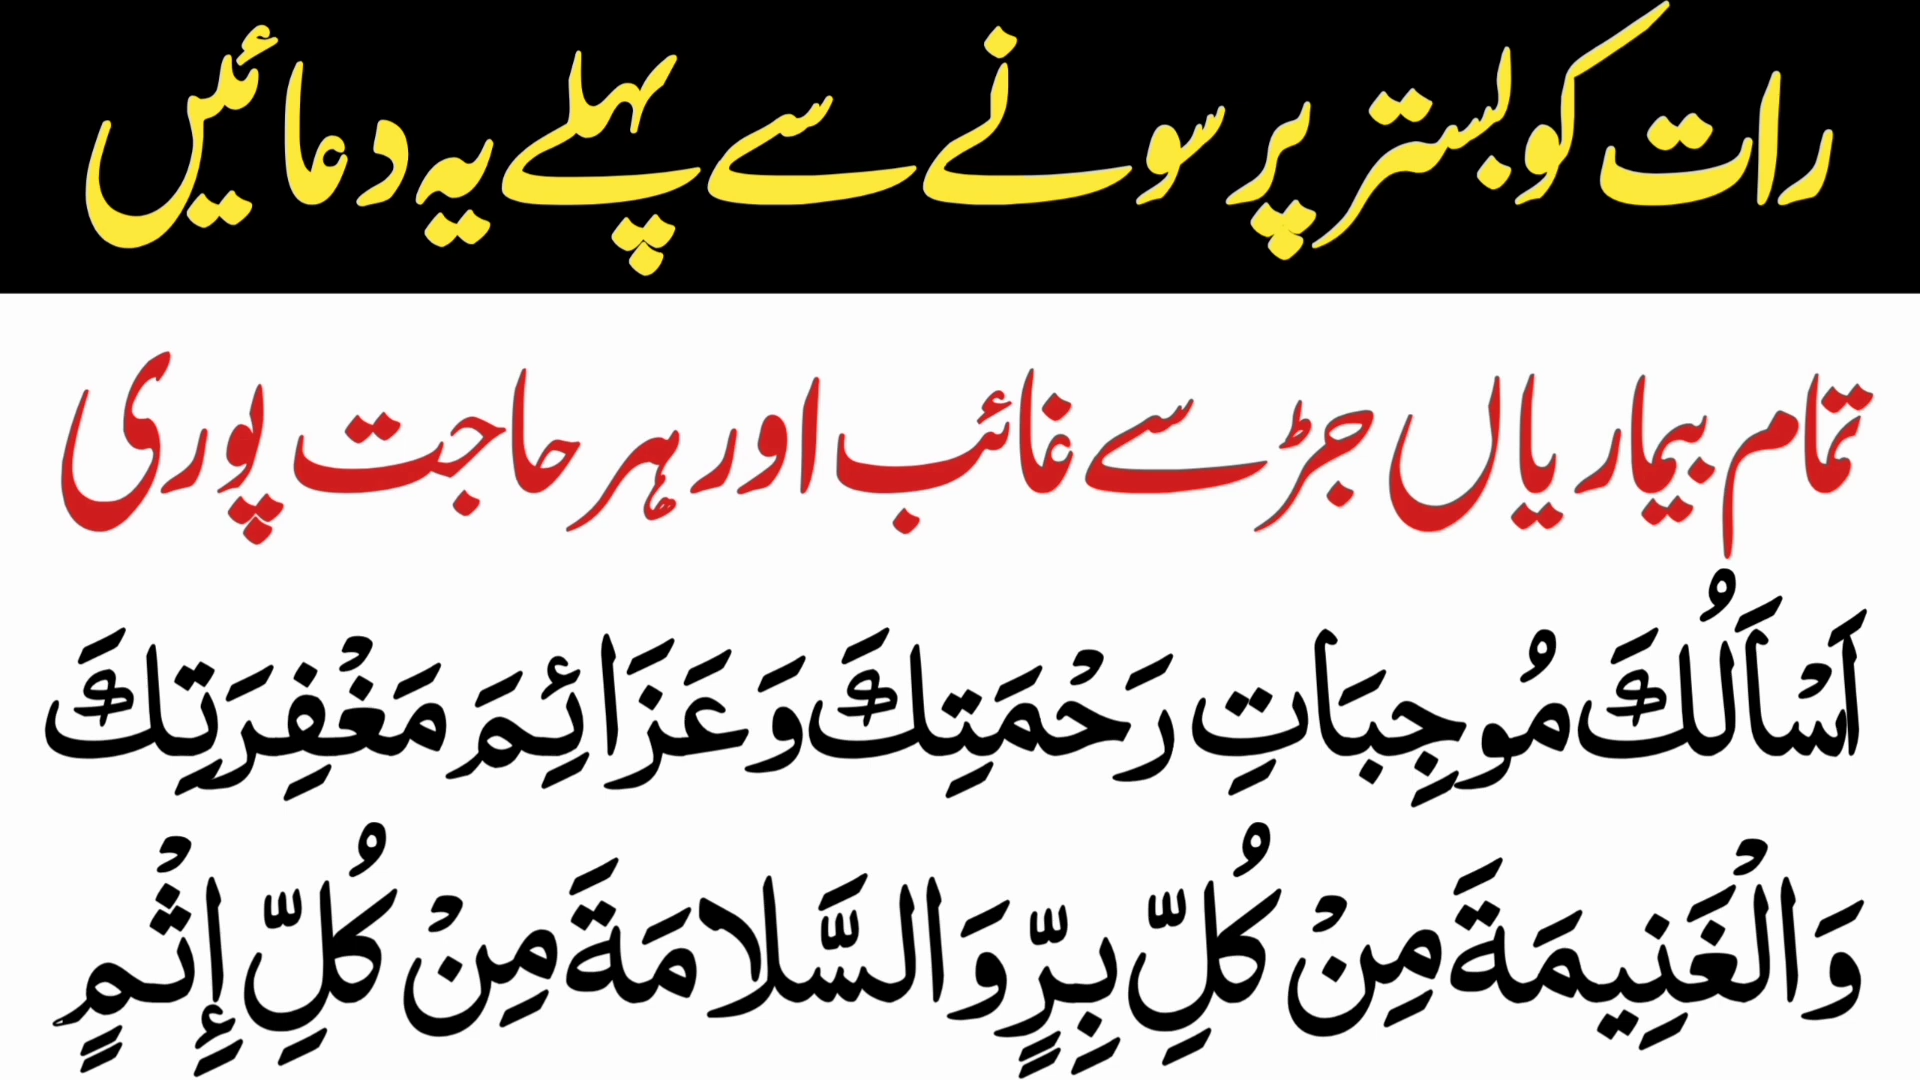 رات کو بستر پر سونے سے پہلے یہ دعائیں
تمام بیماریاں جڑ سے غائب اور ہر حاجت پوری
اَسْاَلُكَ مُوجِبَاتِ رَحْمَتِكَ وَعَزَائِمَ مَغْفِرَتِكَ
وَالْغَنِيمَةَ مِنْ كُلِّ بِرٍّ وَالسَّلامَةَ مِنْ كُلِّ إِثْمٍ